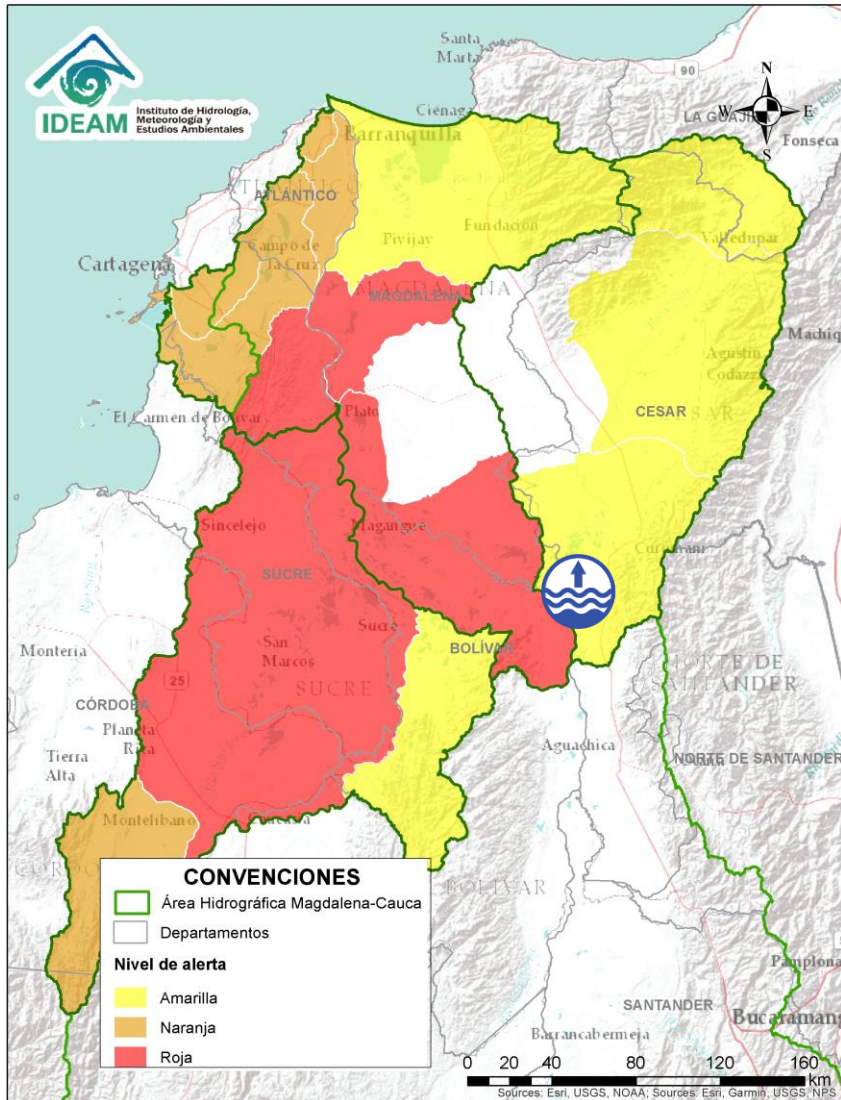 IDEAM
Instituto de Hidrología,
Meteorología y
Estudios Ambientales
Santa
Marta
90
N
W
E
S
LA GUAJI
Fonseca
Ciénaga
Barranquilla
ATLÁNTICO
Valledupar
Fundación
Pivijay
Campo de
la Cruz
Cartagena
MAGDALENA
Machiq
Agustín
Codazzi
CESAR
El Carmen de Bolívar
Plato
Sincelejo
Magangué
Curumaní
SUCRE
Sucre
San
Marcos
BOLÍVAR
SUCRE
Montería
25
NORTE DE
SANTANDER
CÓRDOBA
Planeta
Rica
Tierra
Alta
Aguachica
NORTE DE SANTANDER
Montelibano
BOLÍVAR
CONVENCIONES
Área Hidrográfica Magdalena-Cauca
Departamentos
Nivel de alerta
Amarilla
Naranja
Roja
Pamplona
SANTANDER
Bucaramang
Barrancabermeja
0 20 40 80 120 160
km
Sources: Esri, USGS, NOAA; Sources: Esri, Garmin, USGS, NPS